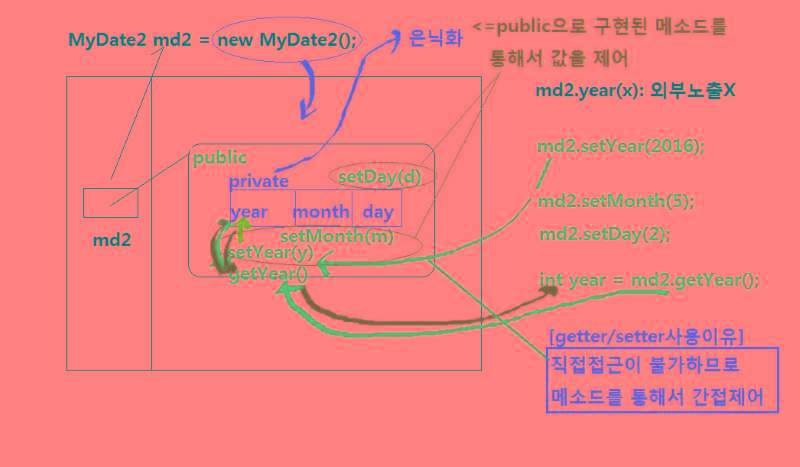 MyDate2 md2 = new MyDate2();
은닉화
<=public으로 구현된 메소드를
통해서 값을 제어
md2.year(x): 외부노출X
public
private
setDay(d)
year month day
setMonth(m)
setYear(y)
getYear()
md2
md2.setYear(2016);
md2.setMonth(5);
md2.setDay(2);
int year = md2.getYear();
[getter/setter사용이유]
직접접근이 불가하므로
메소드를 통해서 간접제어